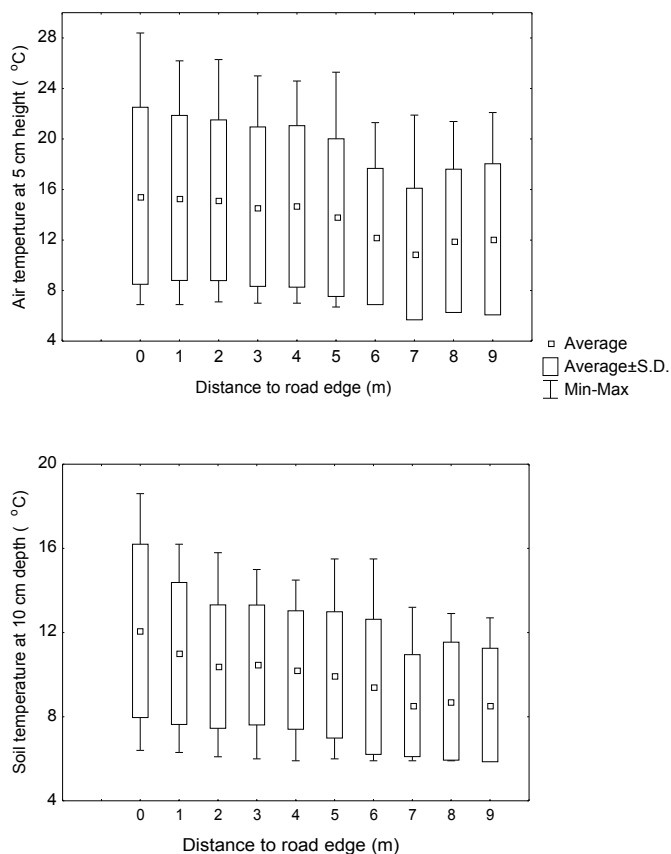 Air temperture at 5 cm height ( °C)
28
24
20
16
12
8
4
0 1 2 3 4 5 6 7 8 9
Distance to road edge (m)
Average
Average±S.D.
Min-Max
Soil temperature at 10 cm depth ( °C)
20
16
12
8
4
0 1 2 3 4 5 6 7 8 9
Distance to road edge (m)